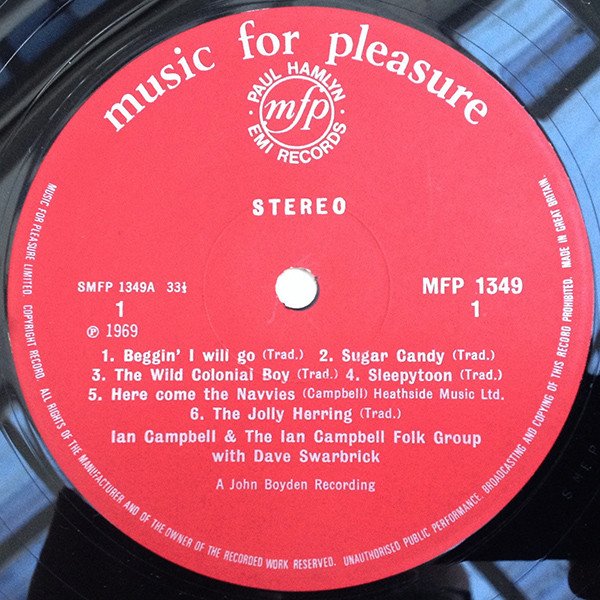 music for pleasure
PAUL HAMLYN
mfp
EMI RECORDS
STEREO
SMFP 1349A 33⅓
1
MFP 1349
1
℗ 1969
1. Beggin' I will go (Trad.) 2. Sugar Candy (Trad.)
3. The Wild Colonial Boy (Trad.) 4. Sleepytoon (Trad.)
5. Here come the Navvies (Campbell) Heathside Music Ltd.
6. The Jolly Herring (Trad.)
Ian Campbell & The Ian Campbell Folk Group
with Dave Swarbrick
A John Boyden Recording
MUSIC FOR PLEASURE LIMITED. COPYRIGHT RECORD. ALL RIGHTS OF THE MANUFACTURER AND OF THE OWNER OF THE RECORDED WORK RESERVED. UNAUTHORISED PUBLIC PERFORMANCE, BROADCASTING AND COPYING OF THIS RECORD PROHIBITED. MADE IN GREAT BRITAIN.